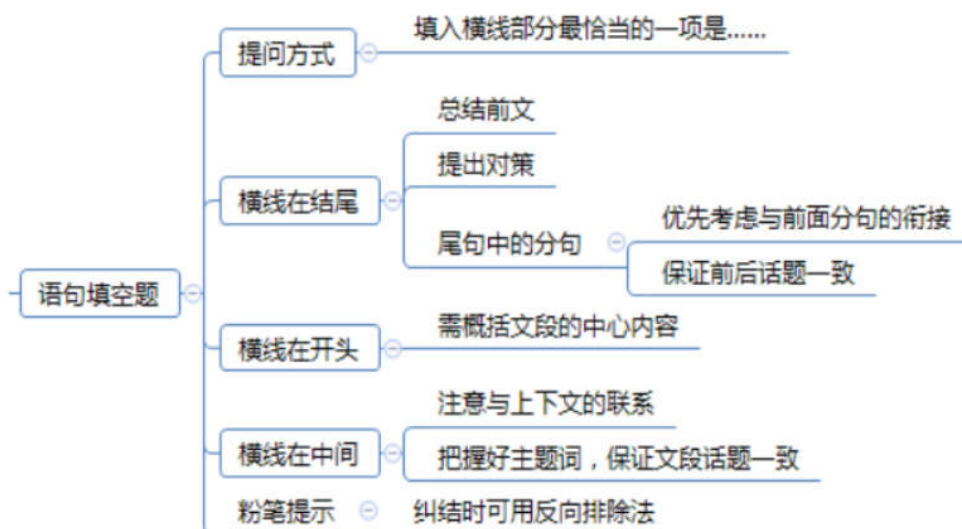 填入横线部分最恰当的一项是……
提问方式
总结前文
提出对策
横线在结尾
优先考虑与前面分句的衔接
尾句中的分句
保证前后话题一致
语句填空题
需概括文段的中心内容
横线在开头
注意与上下文的联系
横线在中间
把握好主题词，保证文段话题一致
粉笔提示
纠结时可用反向排除法